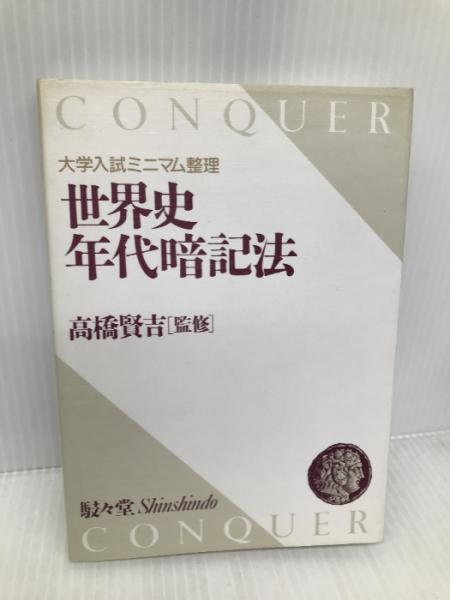 CONQUER
大学入試ミニマム整理
世界史
年代暗記法
高橋賢吉[監修]
駸々堂 Shinshindo
CONQUER